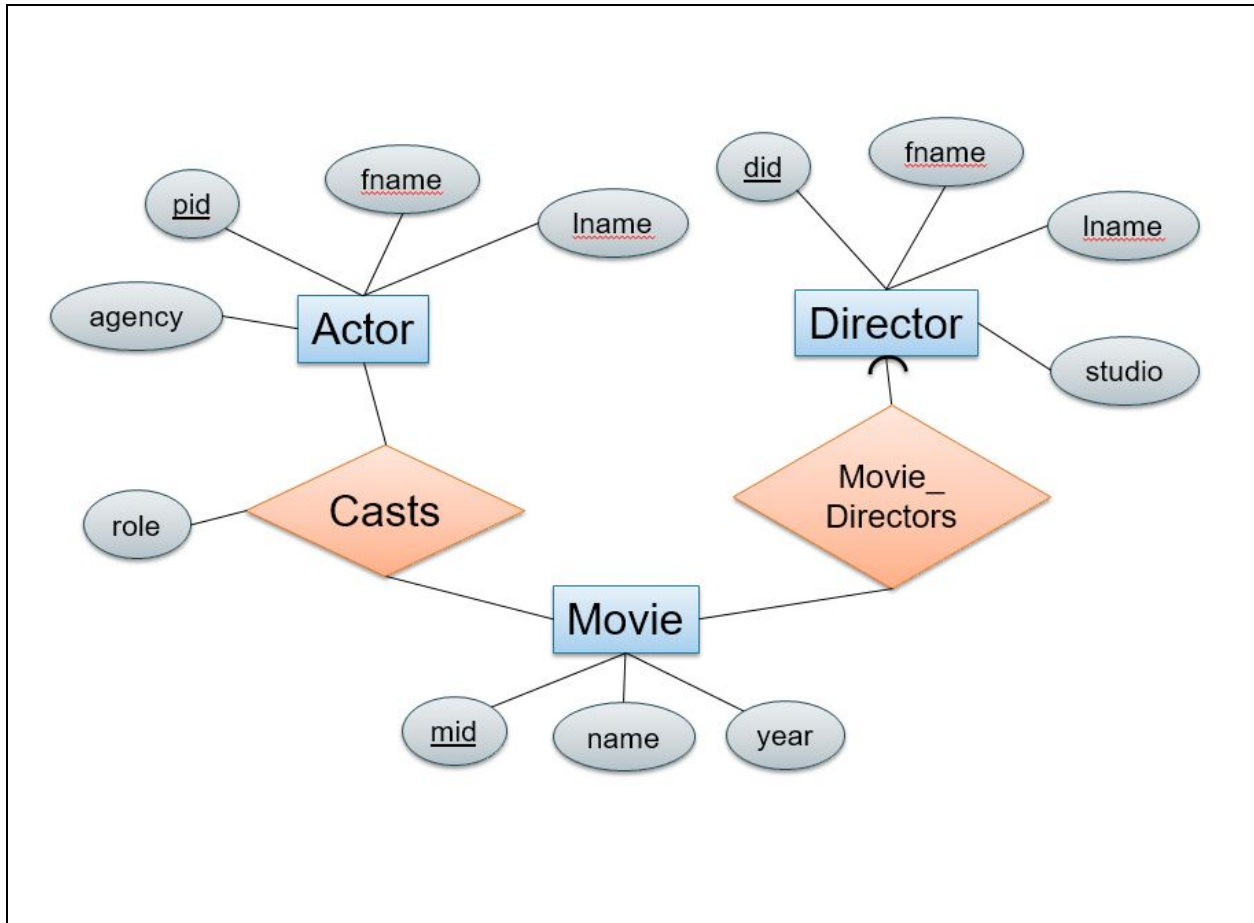 pid
fname
lname
agency
Actor
did
fname
lname
Director
studio
role
Casts
Movie_
Directors
Movie
mid
name
year